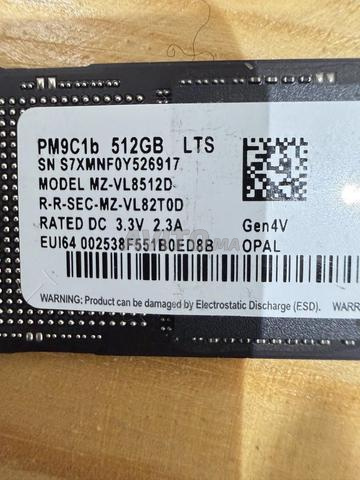 PM9C1b 512GB LTS
SN S7XMNF0Y526917
MODEL MZ-VL8512D
R-R-SEC-MZ-VL82T0D
RATED DC 3.3V 2.3A Gen4V
EUI64 002538F551B0ED8B OPAL
WARNING: Product can be damaged by Electrostatic Discharge (ESD).